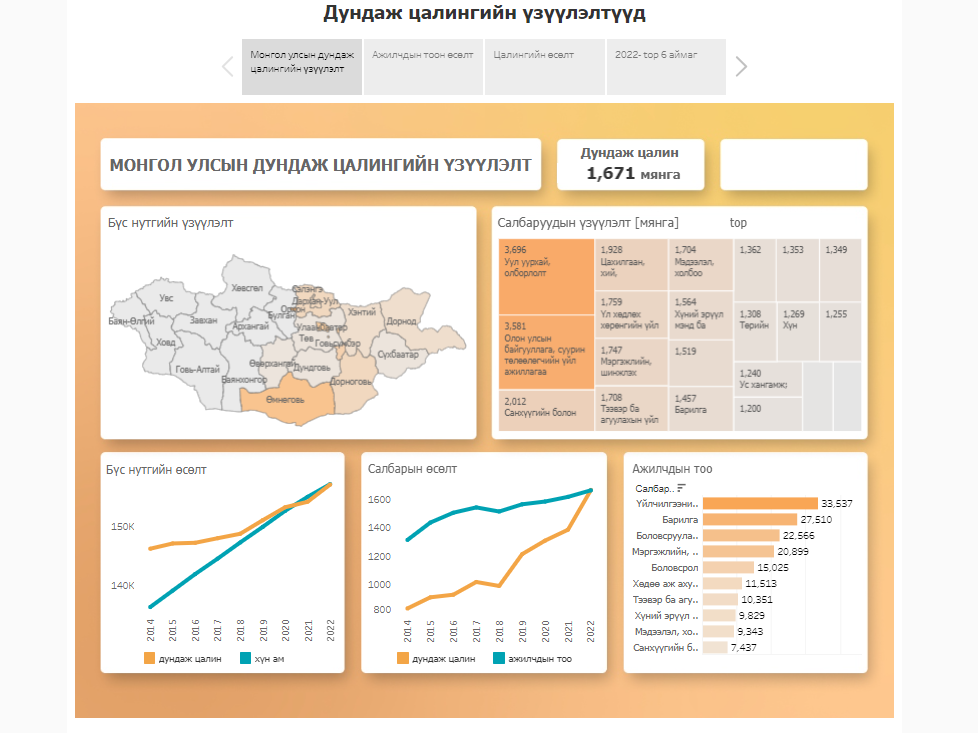 Дундаж цалингийн үзүүлэлтүүд
Монгол улсын дундаж
цалингийн үзүүлэлт
Ажилчдын тоон өсөлт
Цалингийн өсөлт
2022- top 6 аймаг
МОНГОЛ УЛСЫН ДУНДАЖ ЦАЛИНГИЙН ҮЗҮҮЛЭЛТ
Дундаж цалин
1,671 мянга
Бүс нутгийн үзүүлэлт
Увс
Хөвсгөл
Сэлэнгэ
Дархан-Уул
Орхон
Баян-Өлгий
Завхан
Булган
Хэнтий
Дорнод
Архангай
Улаанбаатар
Ховд
Төв
Говьсүмбэр
Сүхбаатар
Говь-Алтай
Өвөрхангай
Дундговь
Баянхонгор
Дорноговь
Өмнөговь
Салбаруудын үзүүлэлт [мянга]
top
3,696
Уул уурхай,
олборлолт
3,581
Олон улсын
байгууллага, суурин
төлөөлөгчийн үйл
ажиллагаа
2,012
Санхүүгийн болон
1,928
Цахилгаан,
хий,
1,759
Үл хөдлөх
хөрөнгийн үйл
1,747
Мэргэжлийн,
шинжлэх
1,708
Тээвэр ба
агуулахын үйл
1,704
Мэдээлэл,
холбоо
1,564
Хүний эрүүл
мэнд ба
1,519
1,457
Барилга
1,362
1,353
1,349
1,308
Төрийн
1,269
Хүн
1,255
1,240
Ус хангамж;
1,200
Бүс нутгийн өсөлт
150K
140K
2014
2015
2016
2017
2018
2019
2020
2021
2022
дундаж цалин
хүн ам
Салбарын өсөлт
1600
1400
1200
1000
800
2014
2015
2016
2017
2018
2019
2020
2021
2022
дундаж цалин
ажилчдын тоо
Ажилчдын тоо
Салбар..
Үйлчилгээни.. 33,537
Барилга 27,510
Боловсруула.. 22,566
Мэргэжлийн, .. 20,899
Боловсрол 15,025
Хөдөө аж аху.. 11,513
Тээвэр ба агу.. 10,351
Хүний эрүүл .. 9,829
Мэдээлэл, хо.. 9,343
Санхүүгийн б.. 7,437